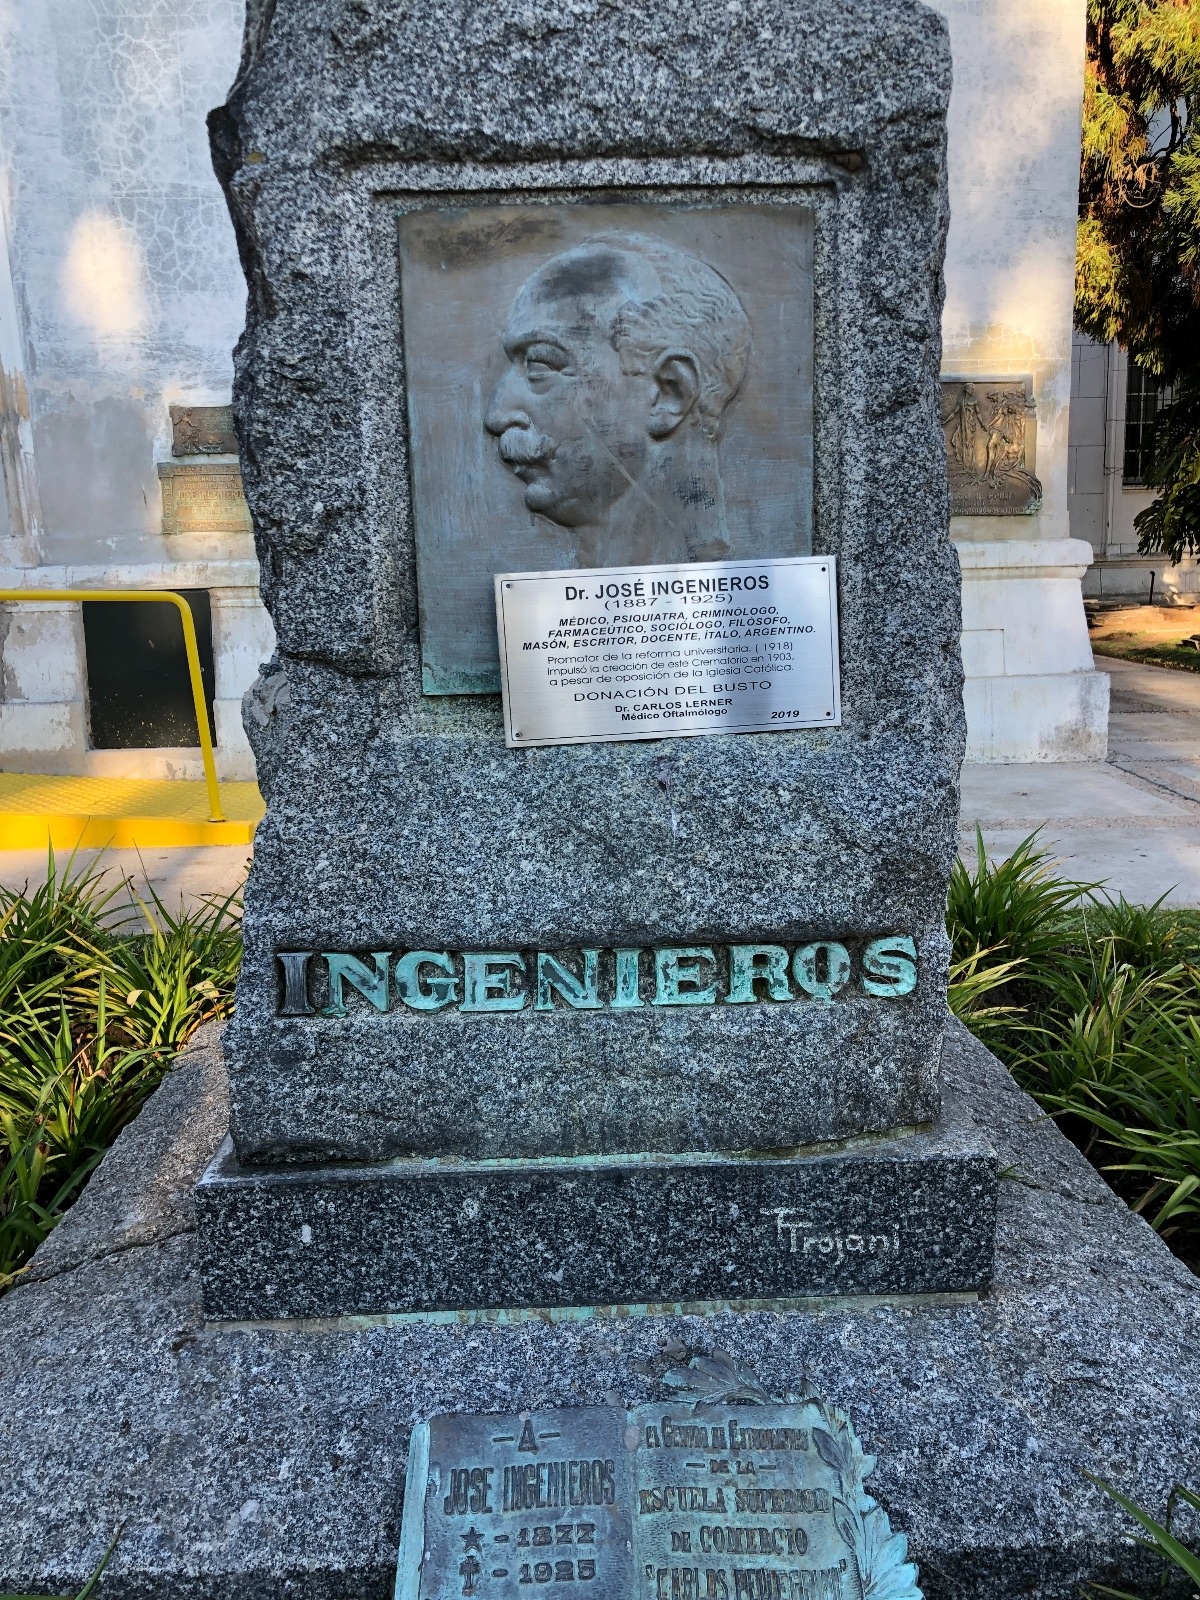 Dr. JOSÉ INGENIEROS
(1887 - 1925)
MÉDICO, PSIQUIATRA, CRIMINÓLOGO,
FARMACEÚTICO, SOCIÓLOGO, FILÓSOFO,
MASÓN, ESCRITOR, DOCENTE, ÍTALO, ARGENTINO.
Promotor de la reforma universitaria. ( 1918)
impulsó la creación de este Crematorio en 1903,
a pesar de oposición de la Iglesia Católica.
DONACIÓN DEL BUSTO
Dr. CARLOS LERNER
Médico Oftalmólogo 2019
INGENIEROS
Trojani
- A -
JOSE INGENIEROS
★ - 1877
✝ - 1925
EL CENTRO DE ESTUDIANTES
- DE LA -
ESCUELA SUPERIOR
DE COMERCIO
"CARLOS PELLEGRINI"